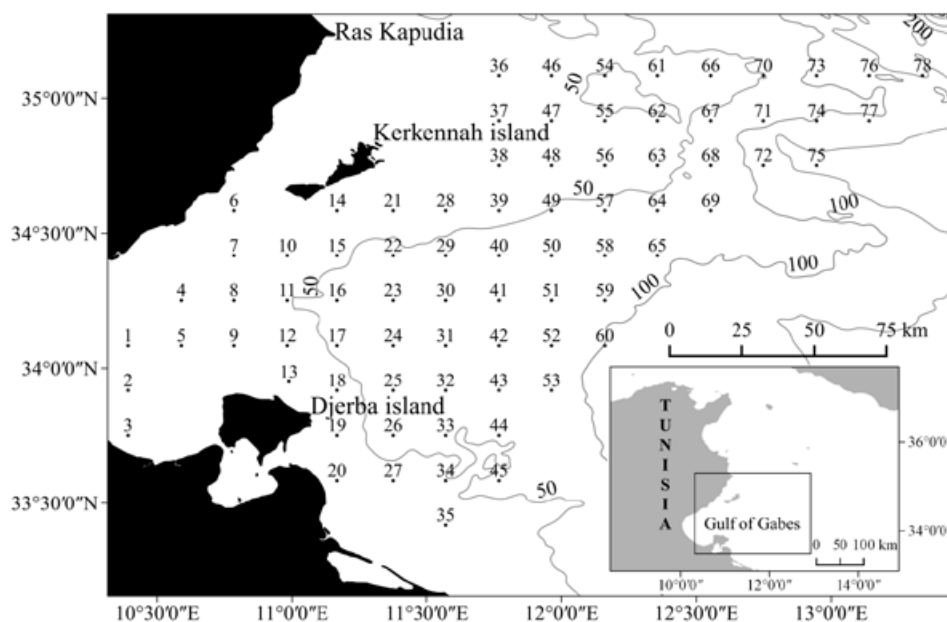 200
Ras Kapudia
36 46 54 61 66 70 73 76 78
50
35°0'0"N
37 47 55 62 67 71 74 77
Kerkennah island
38 48 56 63 68 72 75
50
6 14 21 28 39 49 57 64 69
100
34°30'0"N
7 10 15 22 29 40 50 58 65
100
50
100
4 8 11 16 23 30 41 51 59
0 25 50 75 km
1 5 9 12 17 24 31 42 52 60
34°0'0"N
13
2 18 25 32 43 53
Djerba island
3 19 26 33 44
20 27 34 45
50
33°30'0"N
35
TUNISIA
36°0'0"
Gulf of Gabes
34°0'0"
0 50 100 km
10°0'0"E 12°0'0"E 14°0'0"E
10°30'0"E 11°0'0"E 11°30'0"E 12°0'0"E 12°30'0"E 13°0'0"E